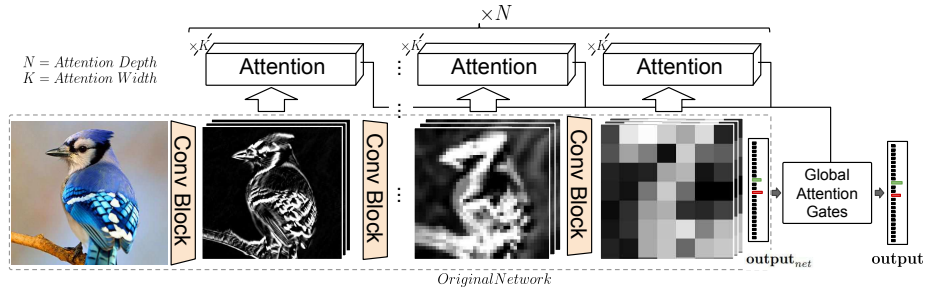 ×N
N = Attention Depth
K = Attention Width
×K
Attention
×K
Attention
×K
Attention
Conv Block
Conv Block
Conv Block
Global
Attention
Gates
output_net
output
OriginalNetwork